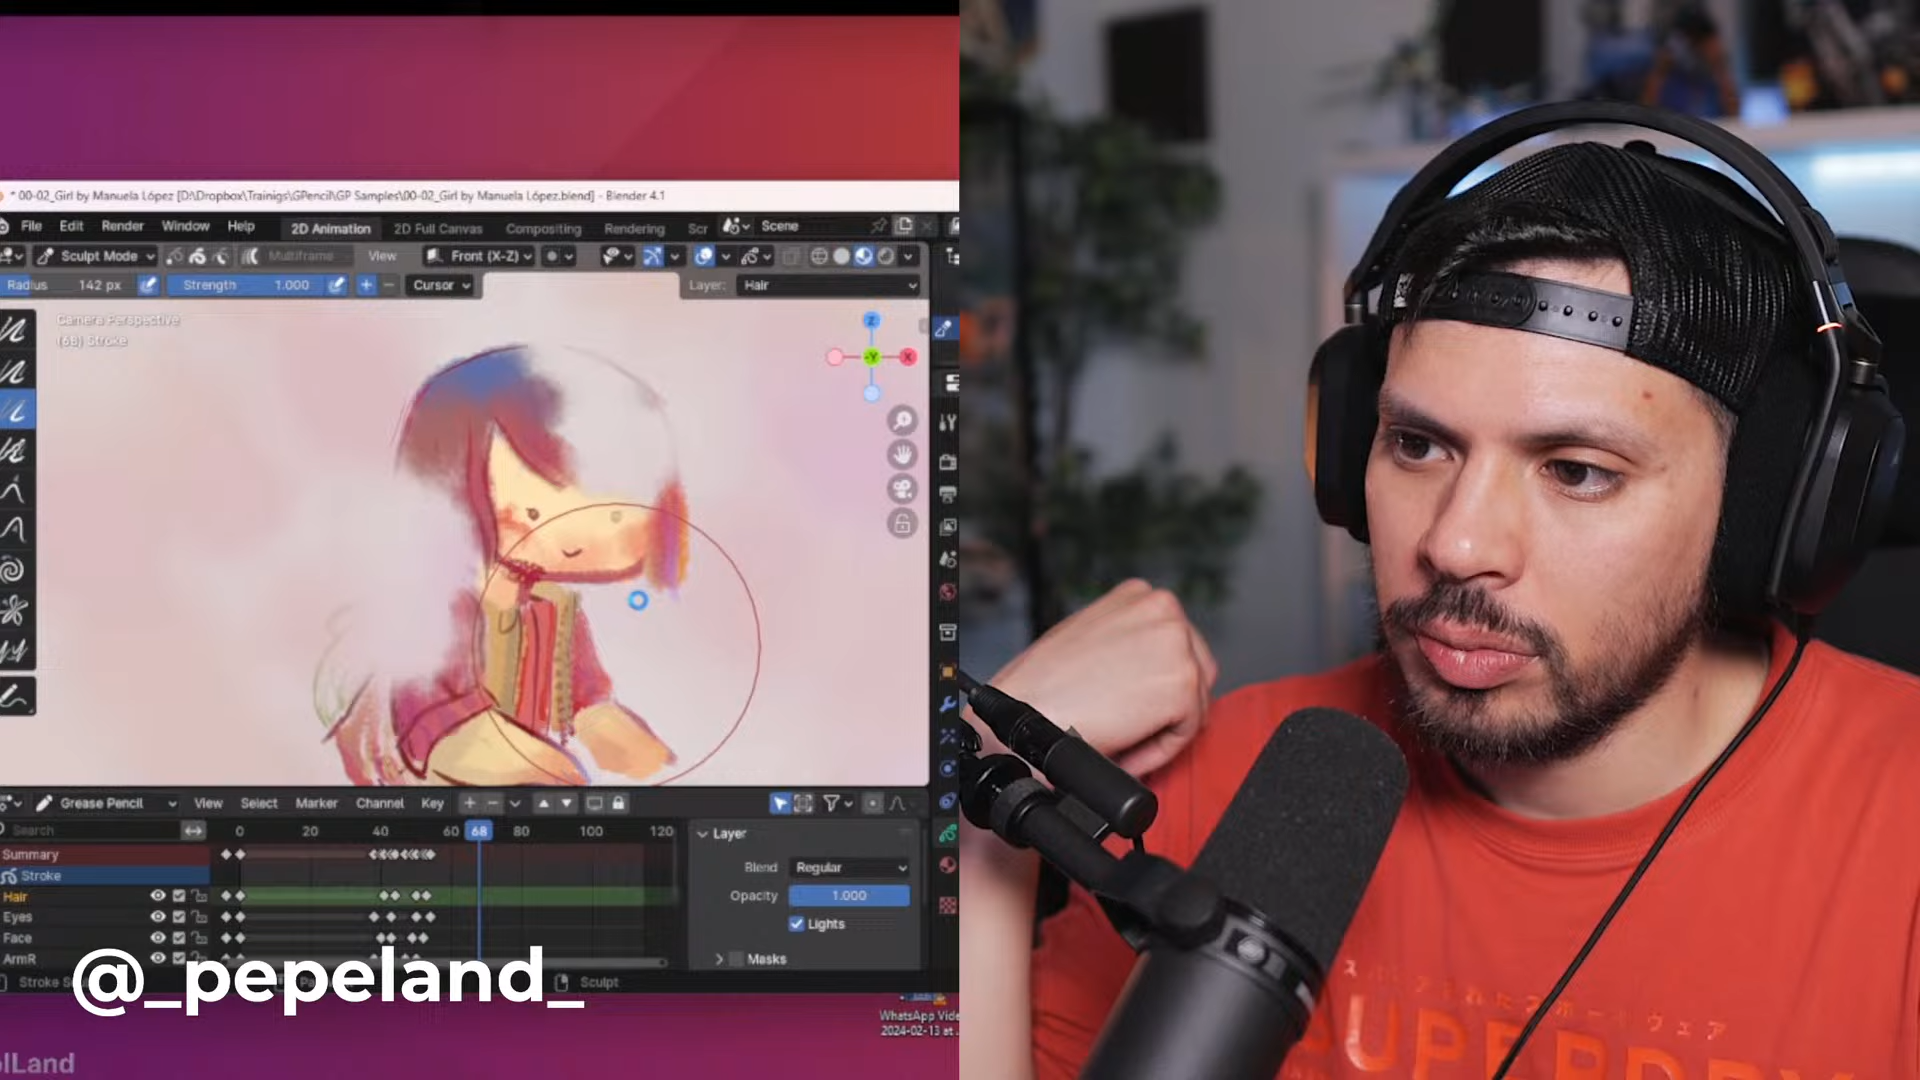 * 00-02_Girl by Manuela López [D:\Dropbox\Trainigs\GPencil\GP Samples\00-02_Girl by Manuela López.blend] - Blender 4.1
File Edit Render Window Help 2D Animation 2D Full Canvas Compositing Rendering Scr Scene
Sculpt Mode Multiframe View Front (X-Z)
Radius 142 px Strength 1.000 Cursor Layer: Hair
Camera Perspective
(68) Stroke
Z
-Y X
Grease Pencil View Select Marker Channel Key
Search 0 20 40 60 68 80 100 120
Layer
Summary
Blend Regular
Stroke
Hair
Opacity 1.000
Eyes
Lights
Face
ArmR
Masks
Stroke
Sculpt
@_pepeland_
WhatsApp Vide
2024-02-13 at
olLand
SUPERDRY